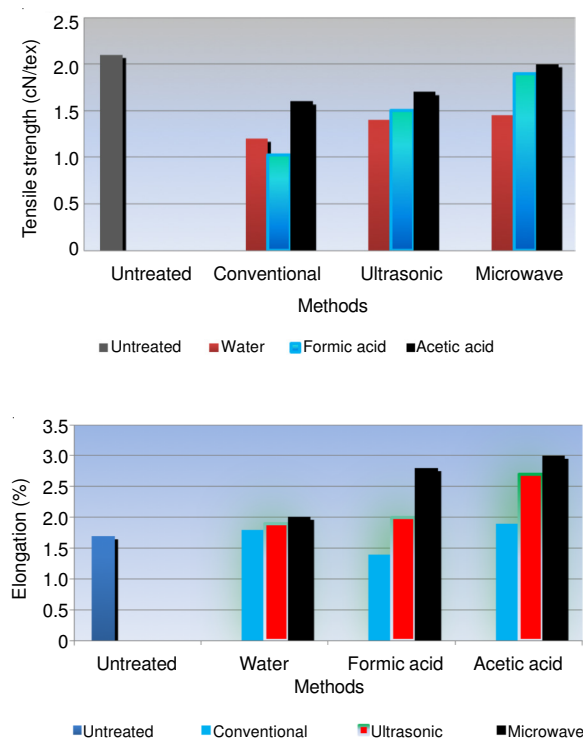 Tensile strength (cN/tex)
2.5
2.0
1.5
1.0
0.5
0
Untreated Conventional Ultrasonic Microwave
Methods
Untreated Water Formic acid Acetic acid
Elongation (%)
3.5
3.0
2.5
2.0
1.5
1.0
0.5
0
Untreated Water Formic acid Acetic acid
Methods
Untreated Conventional Ultrasonic Microwave